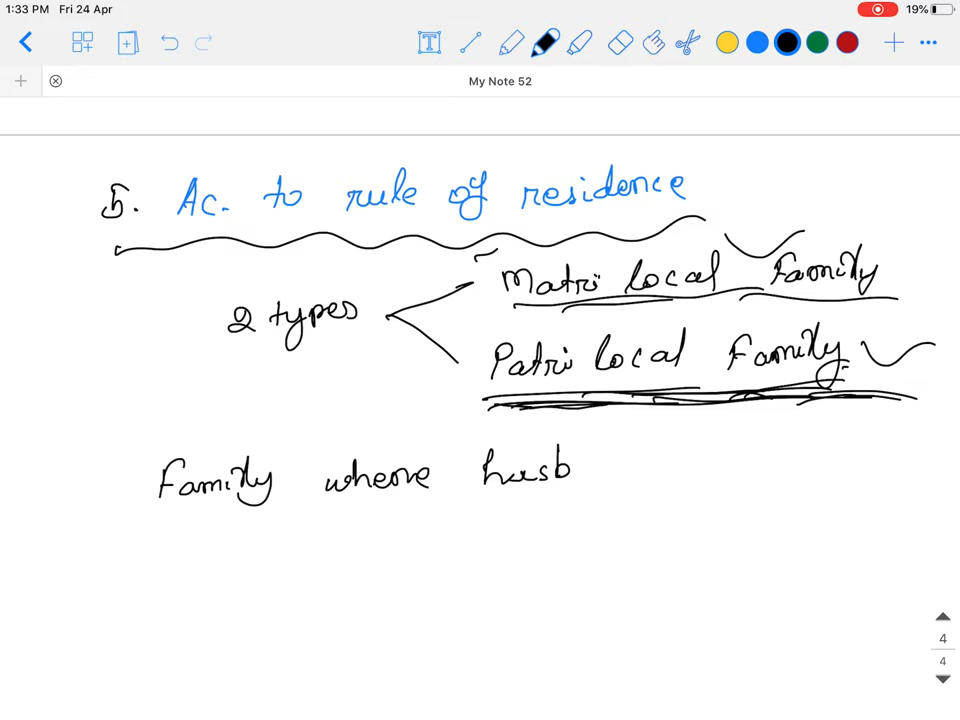 1:33 PM Fri 24 Apr
19%
My Note 52
5. Ac. to rule of residence
2 types
Matri local Family
Patri local Family
Family where husb
4
4